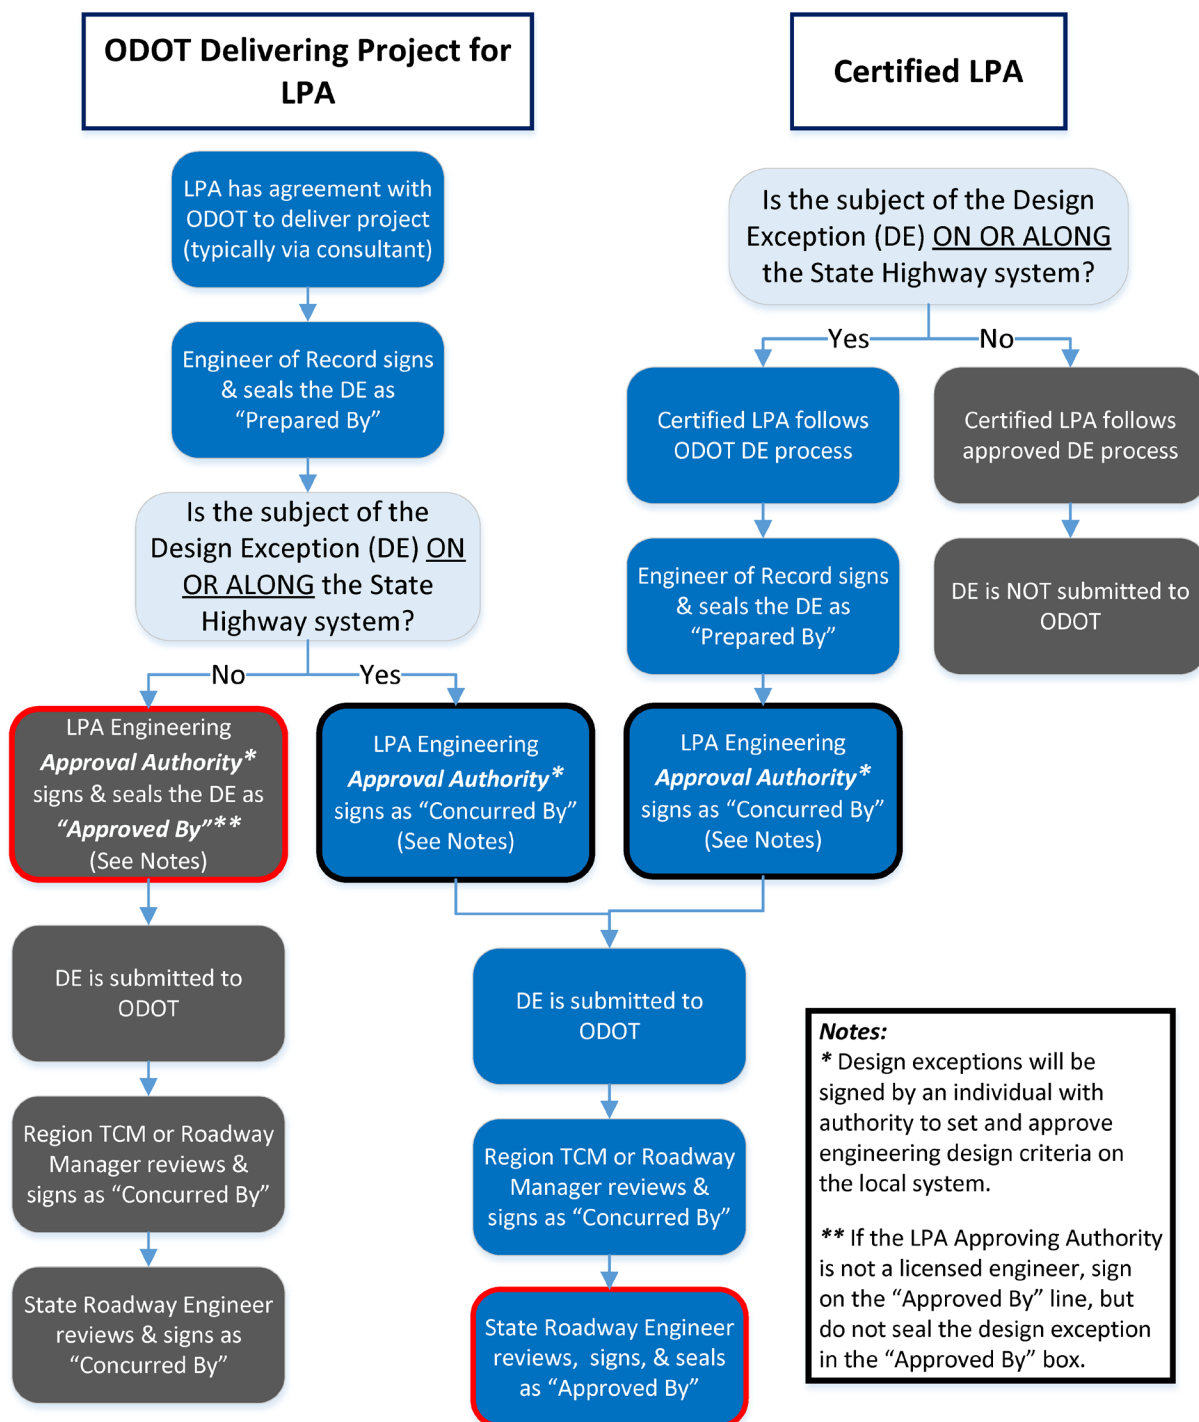 ODOT Delivering Project for
LPA
LPA has agreement with
ODOT to deliver project
(typically via consultant)
Engineer of Record signs
& seals the DE as
“Prepared By”
Is the subject of the
Design Exception (DE) ON
OR ALONG the State
Highway system?
No
Yes
LPA Engineering
Approval Authority*
signs & seals the DE as
“Approved By”**
(See Notes)
LPA Engineering
Approval Authority*
signs as “Concurred By”
(See Notes)
DE is submitted to
ODOT
Region TCM or Roadway
Manager reviews &
signs as “Concurred By”
State Roadway Engineer
reviews & signs as
“Concurred By”
Certified LPA
Is the subject of the Design
Exception (DE) ON OR ALONG
the State Highway system?
Yes
No
Certified LPA follows
ODOT DE process
Certified LPA follows
approved DE process
Engineer of Record signs
& seals the DE as
“Prepared By”
DE is NOT submitted to
ODOT
LPA Engineering
Approval Authority*
signs as “Concurred By”
(See Notes)
DE is submitted to
ODOT
Region TCM or Roadway
Manager reviews &
signs as “Concurred By”
State Roadway Engineer
reviews, signs, & seals
as “Approved By”
Notes:
* Design exceptions will be
signed by an individual with
authority to set and approve
engineering design criteria on
the local system.
** If the LPA Approving Authority
is not a licensed engineer, sign
on the “Approved By” line, but
do not seal the design exception
in the “Approved By” box.